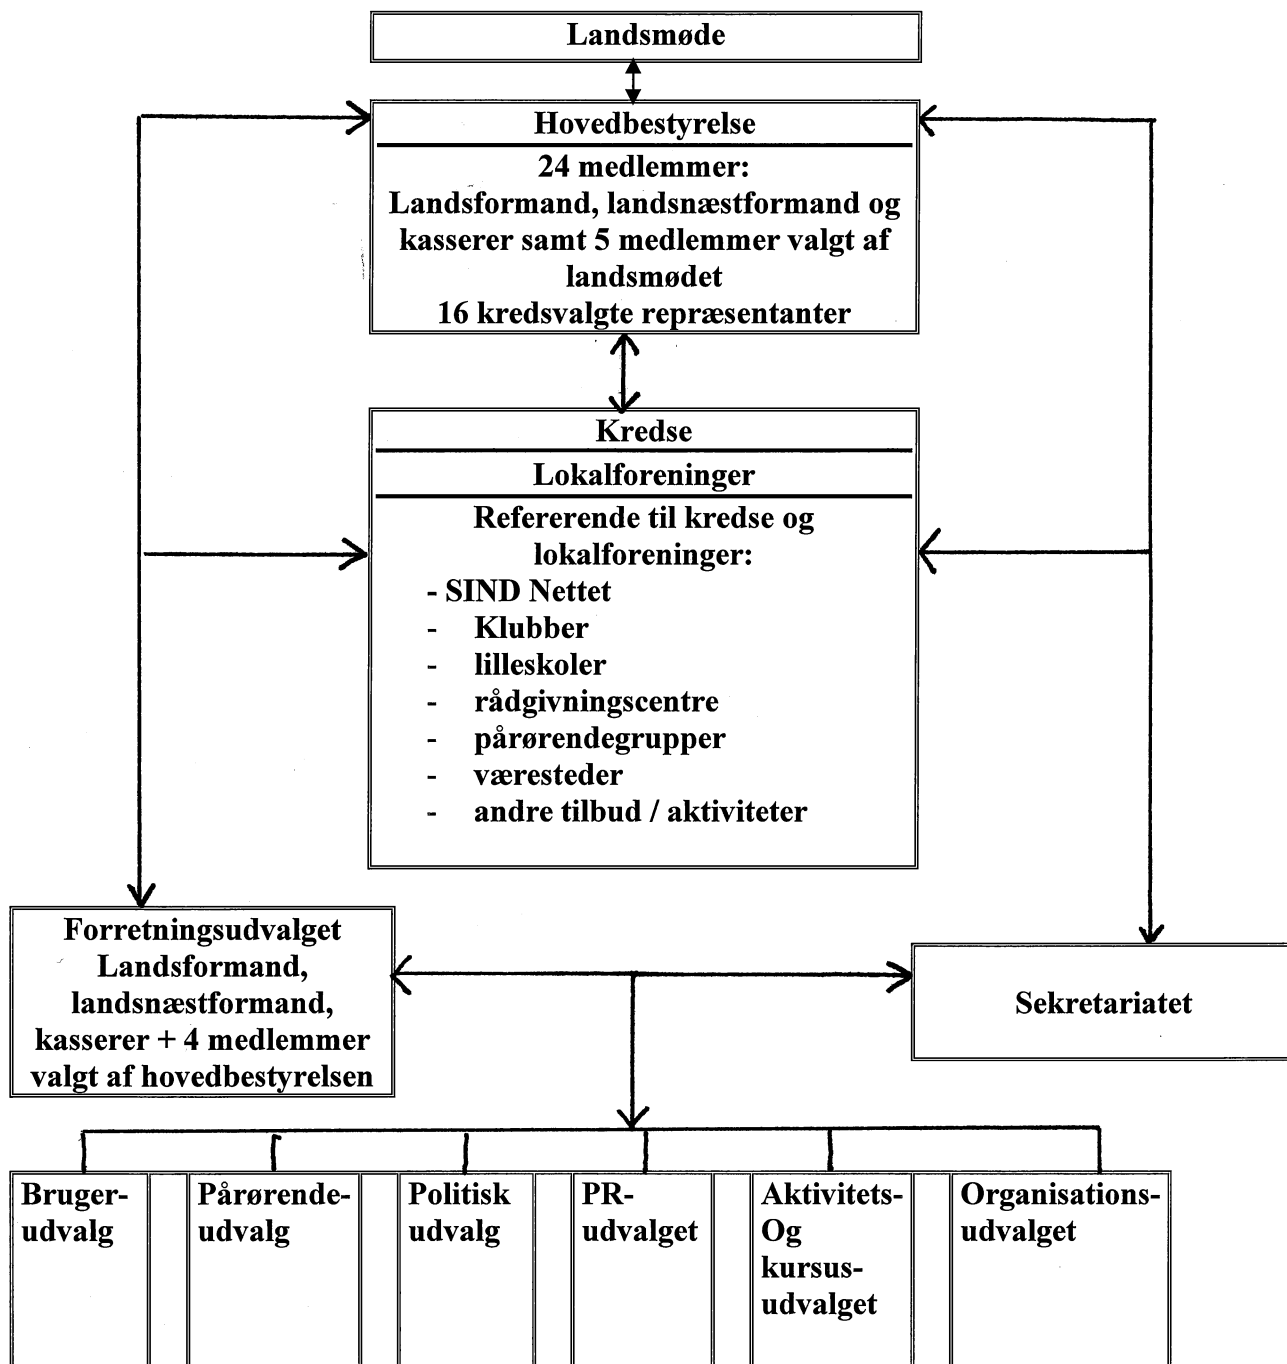 Landsmøde
Hovedbestyrelse
24 medlemmer:
Landsformand, landsnæstformand og
kasserer samt 5 medlemmer valgt af
landsmødet
16 kredsvalgte repræsentanter
Kredse
Lokalforeninger
Refererende til kredse og
lokalforeninger:
- SIND Nettet
- Klubber
- lilleskoler
- rådgivningscentre
- pårørendegrupper
- væresteder
- andre tilbud / aktiviteter
Forretningsudvalget
Landsformand,
landsnæstformand,
kasserer + 4 medlemmer
valgt af hovedbestyrelsen
Sekretariatet
Bruger-
udvalg
Pårørende-
udvalg
Politisk
udvalg
PR-
udvalget
Aktivitets-
Og
kursus-
udvalget
Organisations-
udvalget